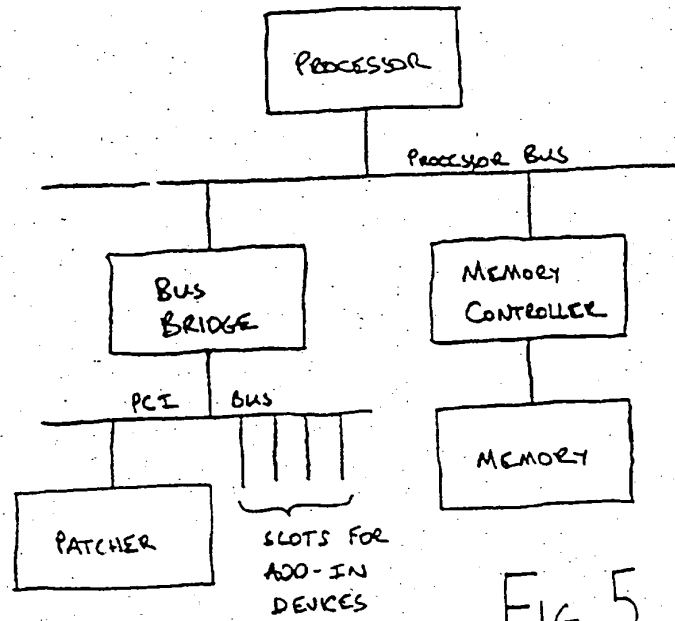 PROCESSOR
PROCESSOR BUS
BUS
BRIDGE
MEMORY
CONTROLLER
PCI BUS
MEMORY
PATCHER
SLOTS FOR
ADD-IN
DEVICES
FIG 5